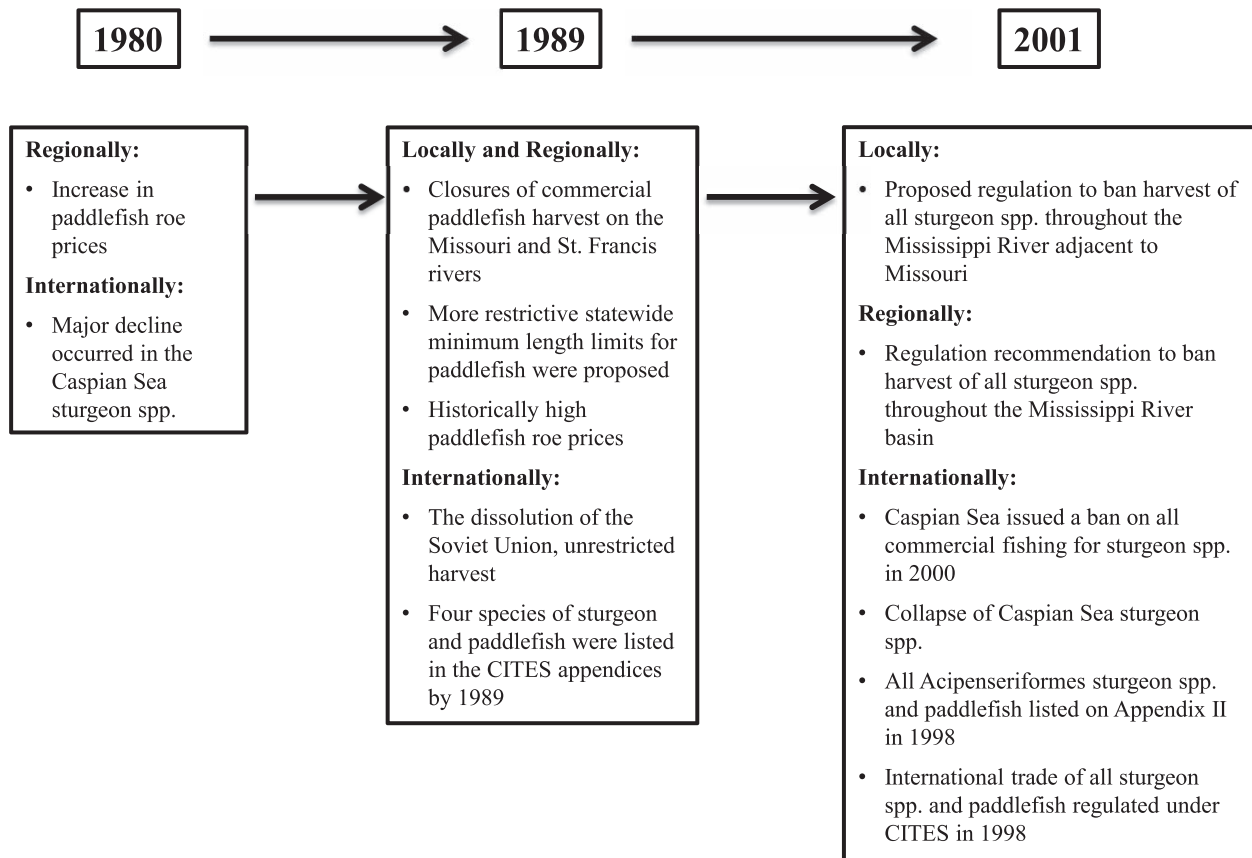 1980
1989
2001
Regionally:
• Increase in
paddlefish roe
prices
Internationally:
• Major decline
occurred in the
Caspian Sea
sturgeon spp.
Locally and Regionally:
• Closures of commercial
paddlefish harvest on the
Missouri and St. Francis
rivers
• More restrictive statewide
minimum length limits for
paddlefish were proposed
• Historically high
paddlefish roe prices
Internationally:
• The dissolution of the
Soviet Union, unrestricted
harvest
• Four species of sturgeon
and paddlefish were listed
in the CITES appendices
by 1989
Locally:
• Proposed regulation to ban harvest of
all sturgeon spp. throughout the
Mississippi River adjacent to
Missouri
Regionally:
• Regulation recommendation to ban
harvest of all sturgeon spp.
throughout the Mississippi River
basin
Internationally:
• Caspian Sea issued a ban on all
commercial fishing for sturgeon spp.
in 2000
• Collapse of Caspian Sea sturgeon
spp.
• All Acipenseriformes sturgeon spp.
and paddlefish listed on Appendix II
in 1998
• International trade of all sturgeon
spp. and paddlefish regulated under
CITES in 1998